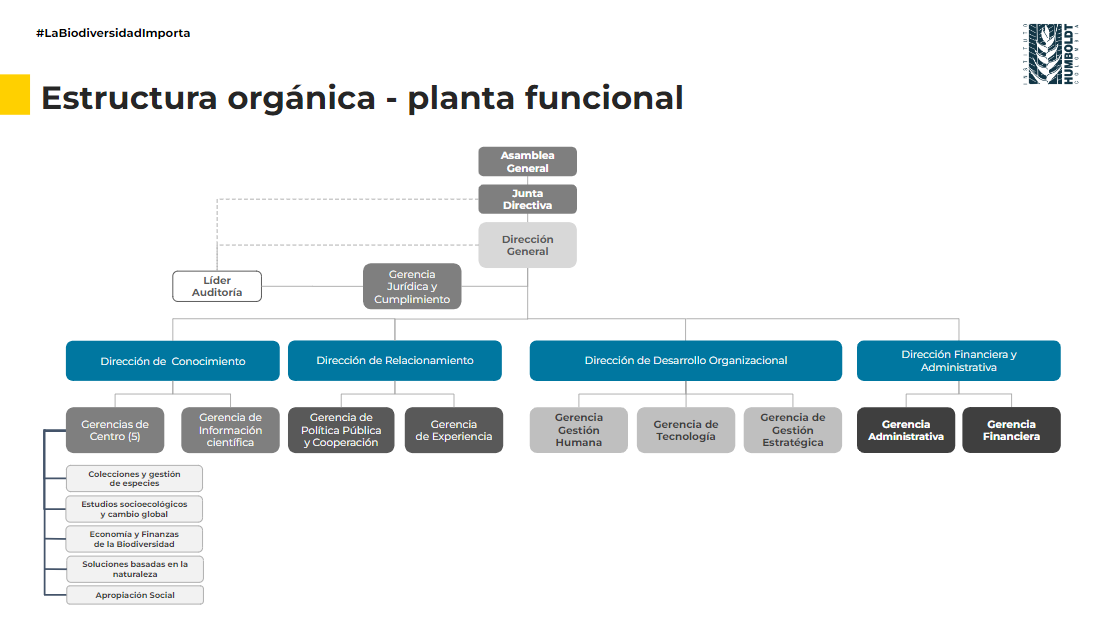 #LaBiodiversidadImporta
INSTITUTO
HUMBOLDT
COLOMBIA
Estructura orgánica - planta funcional
Asamblea
General
Junta
Directiva
Dirección
General
Líder
Auditoría
Gerencia
Jurídica y
Cumplimiento
Dirección de Conocimiento
Dirección de Relacionamiento
Dirección de Desarrollo Organizacional
Dirección Financiera y
Administrativa
Gerencias de
Centro (5)
Gerencia de
Información
científica
Gerencia de
Política Pública
y Cooperación
Gerencia
de Experiencia
Gerencia
Gestión
Humana
Gerencia de
Tecnología
Gerencia de
Gestión
Estratégica
Gerencia
Administrativa
Gerencia
Financiera
Colecciones y gestión
de especies
Estudios socioecológicos
y cambio global
Economía y Finanzas
de la Biodiversidad
Soluciones basadas en la
naturaleza
Apropiación Social